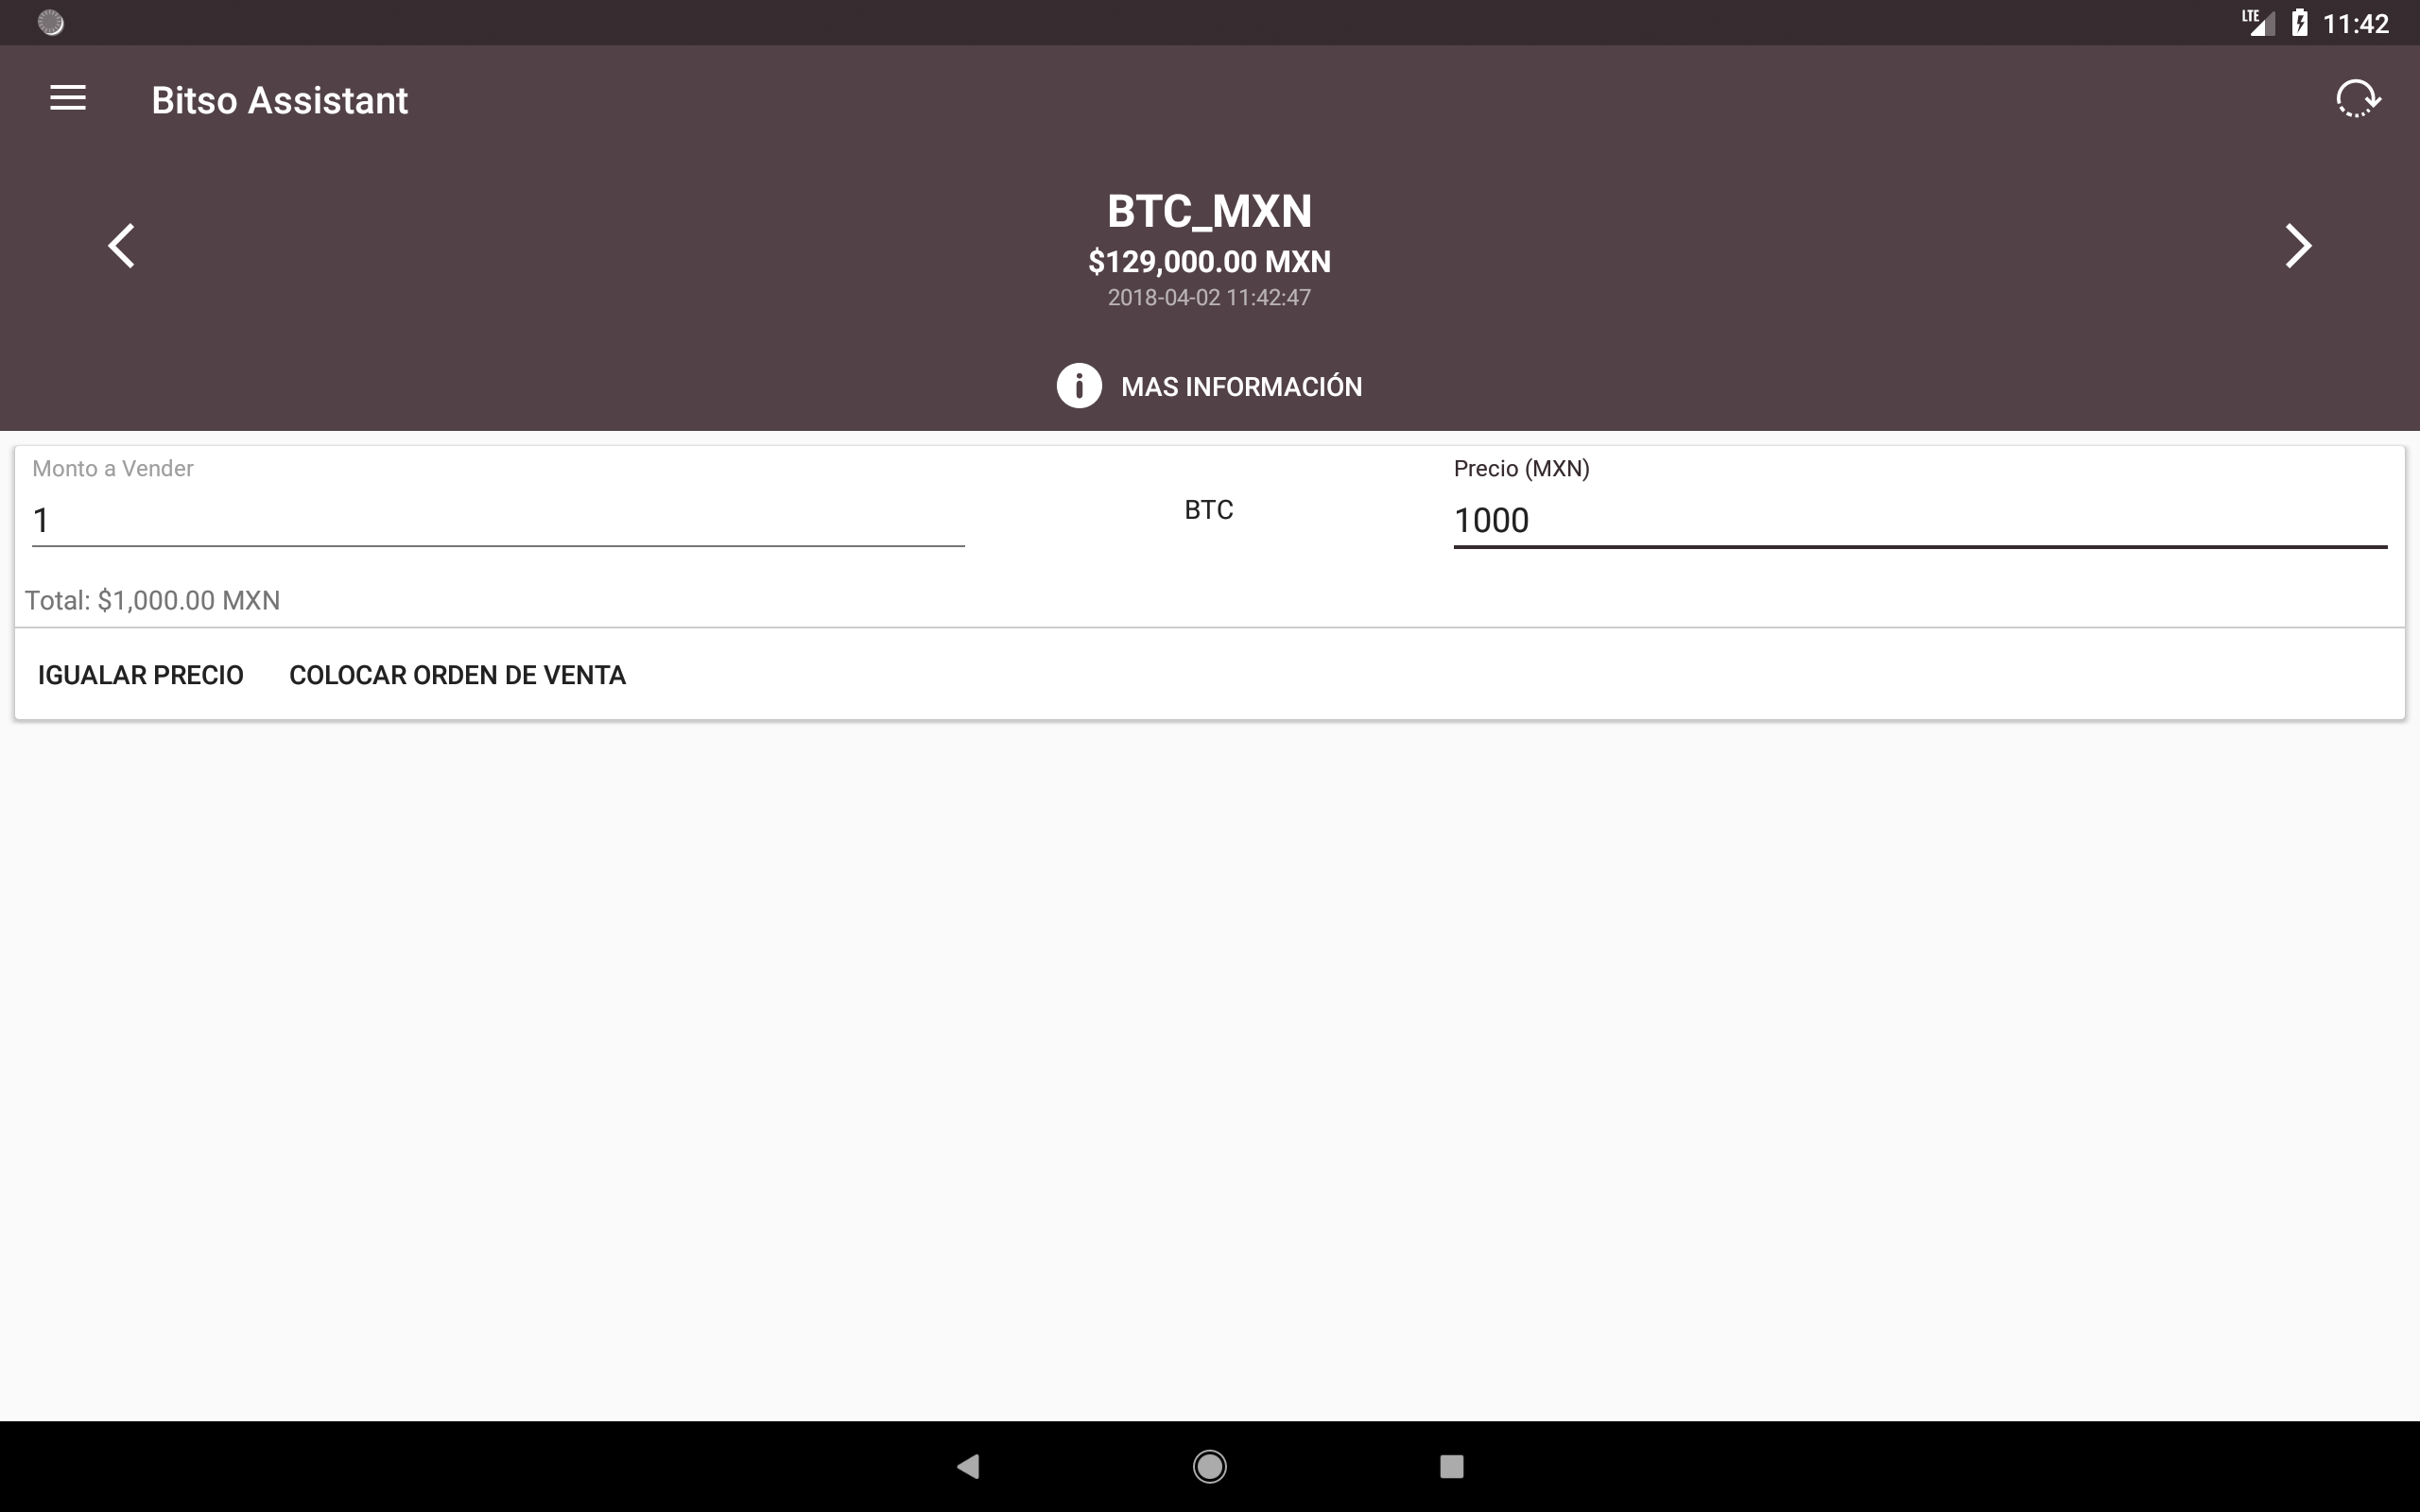 LTE 11:42
Bitso Assistant
BTC_MXN
$129,000.00 MXN
2018-04-02 11:42:47
MAS INFORMACIÓN
Monto a Vender
Precio (MXN)
1 BTC 1000
Total: $1,000.00 MXN
IGUALAR PRECIO COLOCAR ORDEN DE VENTA